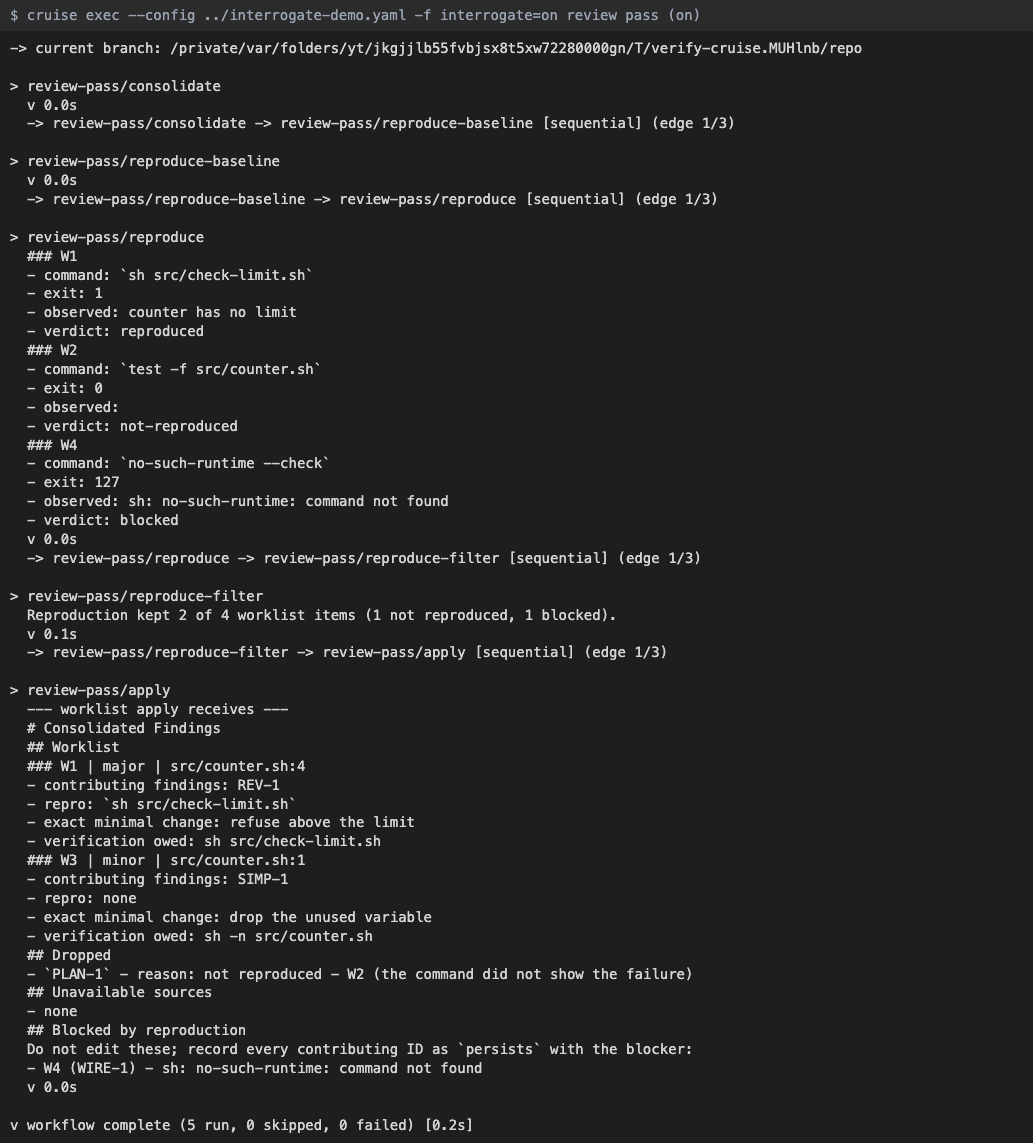 $ cruise exec --config ../interrogate-demo.yaml -f interrogate=on review pass (on)
-> current branch: /private/var/folders/yt/jkgjjlb55fvbjsx8t5xw72280000gn/T/verify-cruise.MUHlnb/repo
> review-pass/consolidate
v 0.0s
-> review-pass/consolidate -> review-pass/reproduce-baseline [sequential] (edge 1/3)
> review-pass/reproduce-baseline
v 0.0s
-> review-pass/reproduce-baseline -> review-pass/reproduce [sequential] (edge 1/3)
> review-pass/reproduce
### W1
- command: `sh src/check-limit.sh`
- exit: 1
- observed: counter has no limit
- verdict: reproduced
### W2
- command: `test -f src/counter.sh`
- exit: 0
- observed:
- verdict: not-reproduced
### W4
- command: `no-such-runtime --check`
- exit: 127
- observed: sh: no-such-runtime: command not found
- verdict: blocked
v 0.0s
-> review-pass/reproduce -> review-pass/reproduce-filter [sequential] (edge 1/3)
> review-pass/reproduce-filter
Reproduction kept 2 of 4 worklist items (1 not reproduced, 1 blocked).
v 0.1s
-> review-pass/reproduce-filter -> review-pass/apply [sequential] (edge 1/3)
> review-pass/apply
--- worklist apply receives ---
# Consolidated Findings
## Worklist
### W1 | major | src/counter.sh:4
- contributing findings: REV-1
- repro: `sh src/check-limit.sh`
- exact minimal change: refuse above the limit
- verification owed: sh src/check-limit.sh
### W3 | minor | src/counter.sh:1
- contributing findings: SIMP-1
- repro: none
- exact minimal change: drop the unused variable
- verification owed: sh -n src/counter.sh
## Dropped
- `PLAN-1` - reason: not reproduced - W2 (the command did not show the failure)
## Unavailable sources
- none
## Blocked by reproduction
Do not edit these; record every contributing ID as `persists` with the blocker:
- W4 (WIRE-1) - sh: no-such-runtime: command not found
v 0.0s
v workflow complete (5 run, 0 skipped, 0 failed) [0.2s]